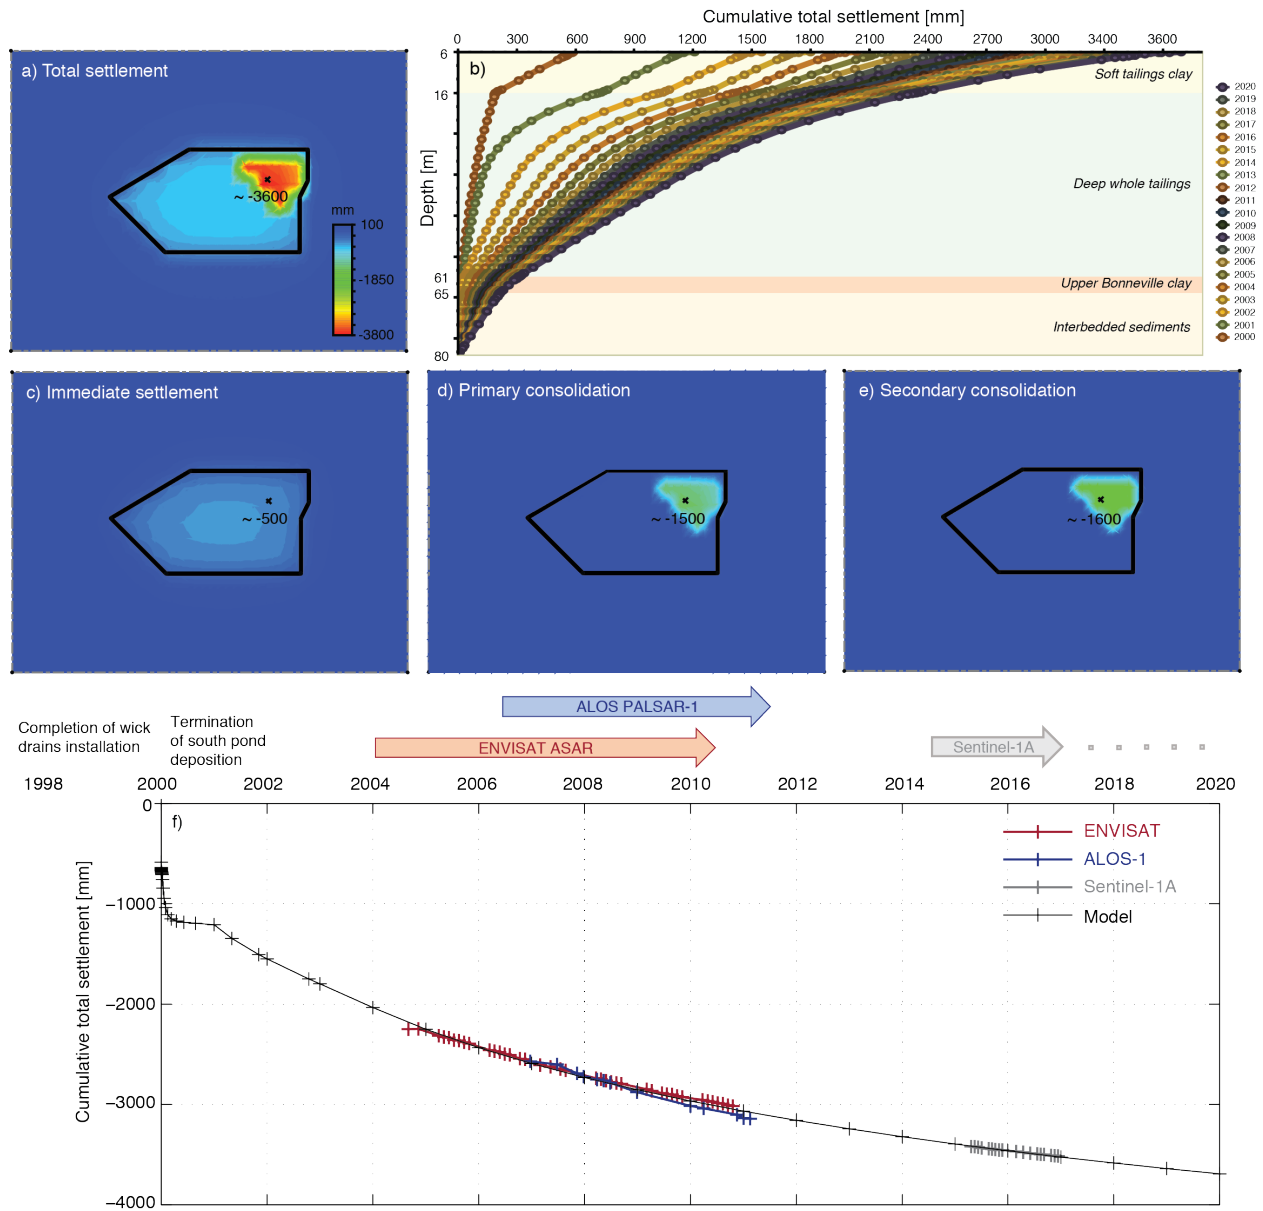 Cumulative total settlement [mm]
0 300 600 900 1200 1500 1800 2100 2400 2700 3000 3300 3600
a) Total settlement
~ -3600
mm
100
-1850
-3800
b)
Depth [m]
6
16
61
65
80
Soft tailings clay
Deep whole tailings
Upper Bonneville clay
Interbedded sediments
2020
2019
2018
2017
2016
2015
2014
2013
2012
2011
2010
2009
2008
2007
2006
2005
2004
2003
2002
2001
2000
c) Immediate settlement
~ -500
d) Primary consolidation
~ -1500
e) Secondary consolidation
~ -1600
ALOS PALSAR-1
Completion of wick
drains installation
Termination
of south pond
deposition
ENVISAT ASAR
Sentinel-1A
1998 2000 2002 2004 2006 2008 2010 2012 2014 2016 2018 2020
f)
Cumulative total settlement [mm]
0
−1000
−2000
−3000
−4000
ENVISAT
ALOS-1
Sentinel-1A
Model